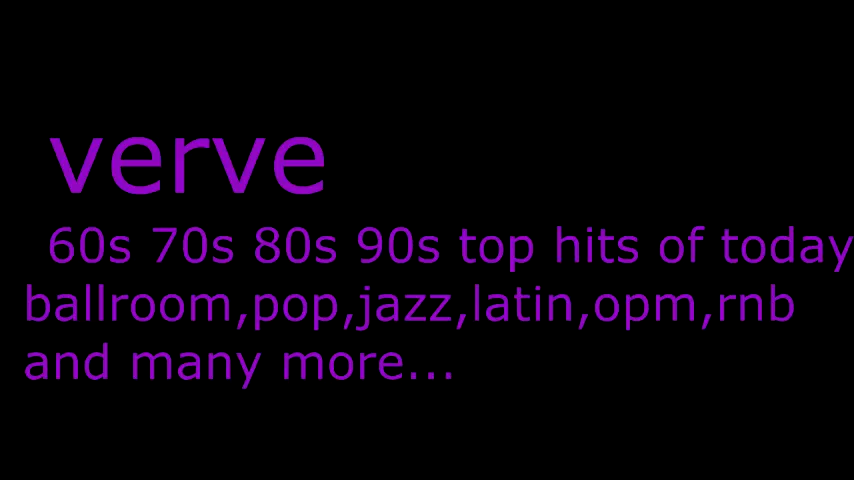 verve
60s 70s 80s 90s top hits of today
ballroom,pop,jazz,latin,opm,rnb
and many more...